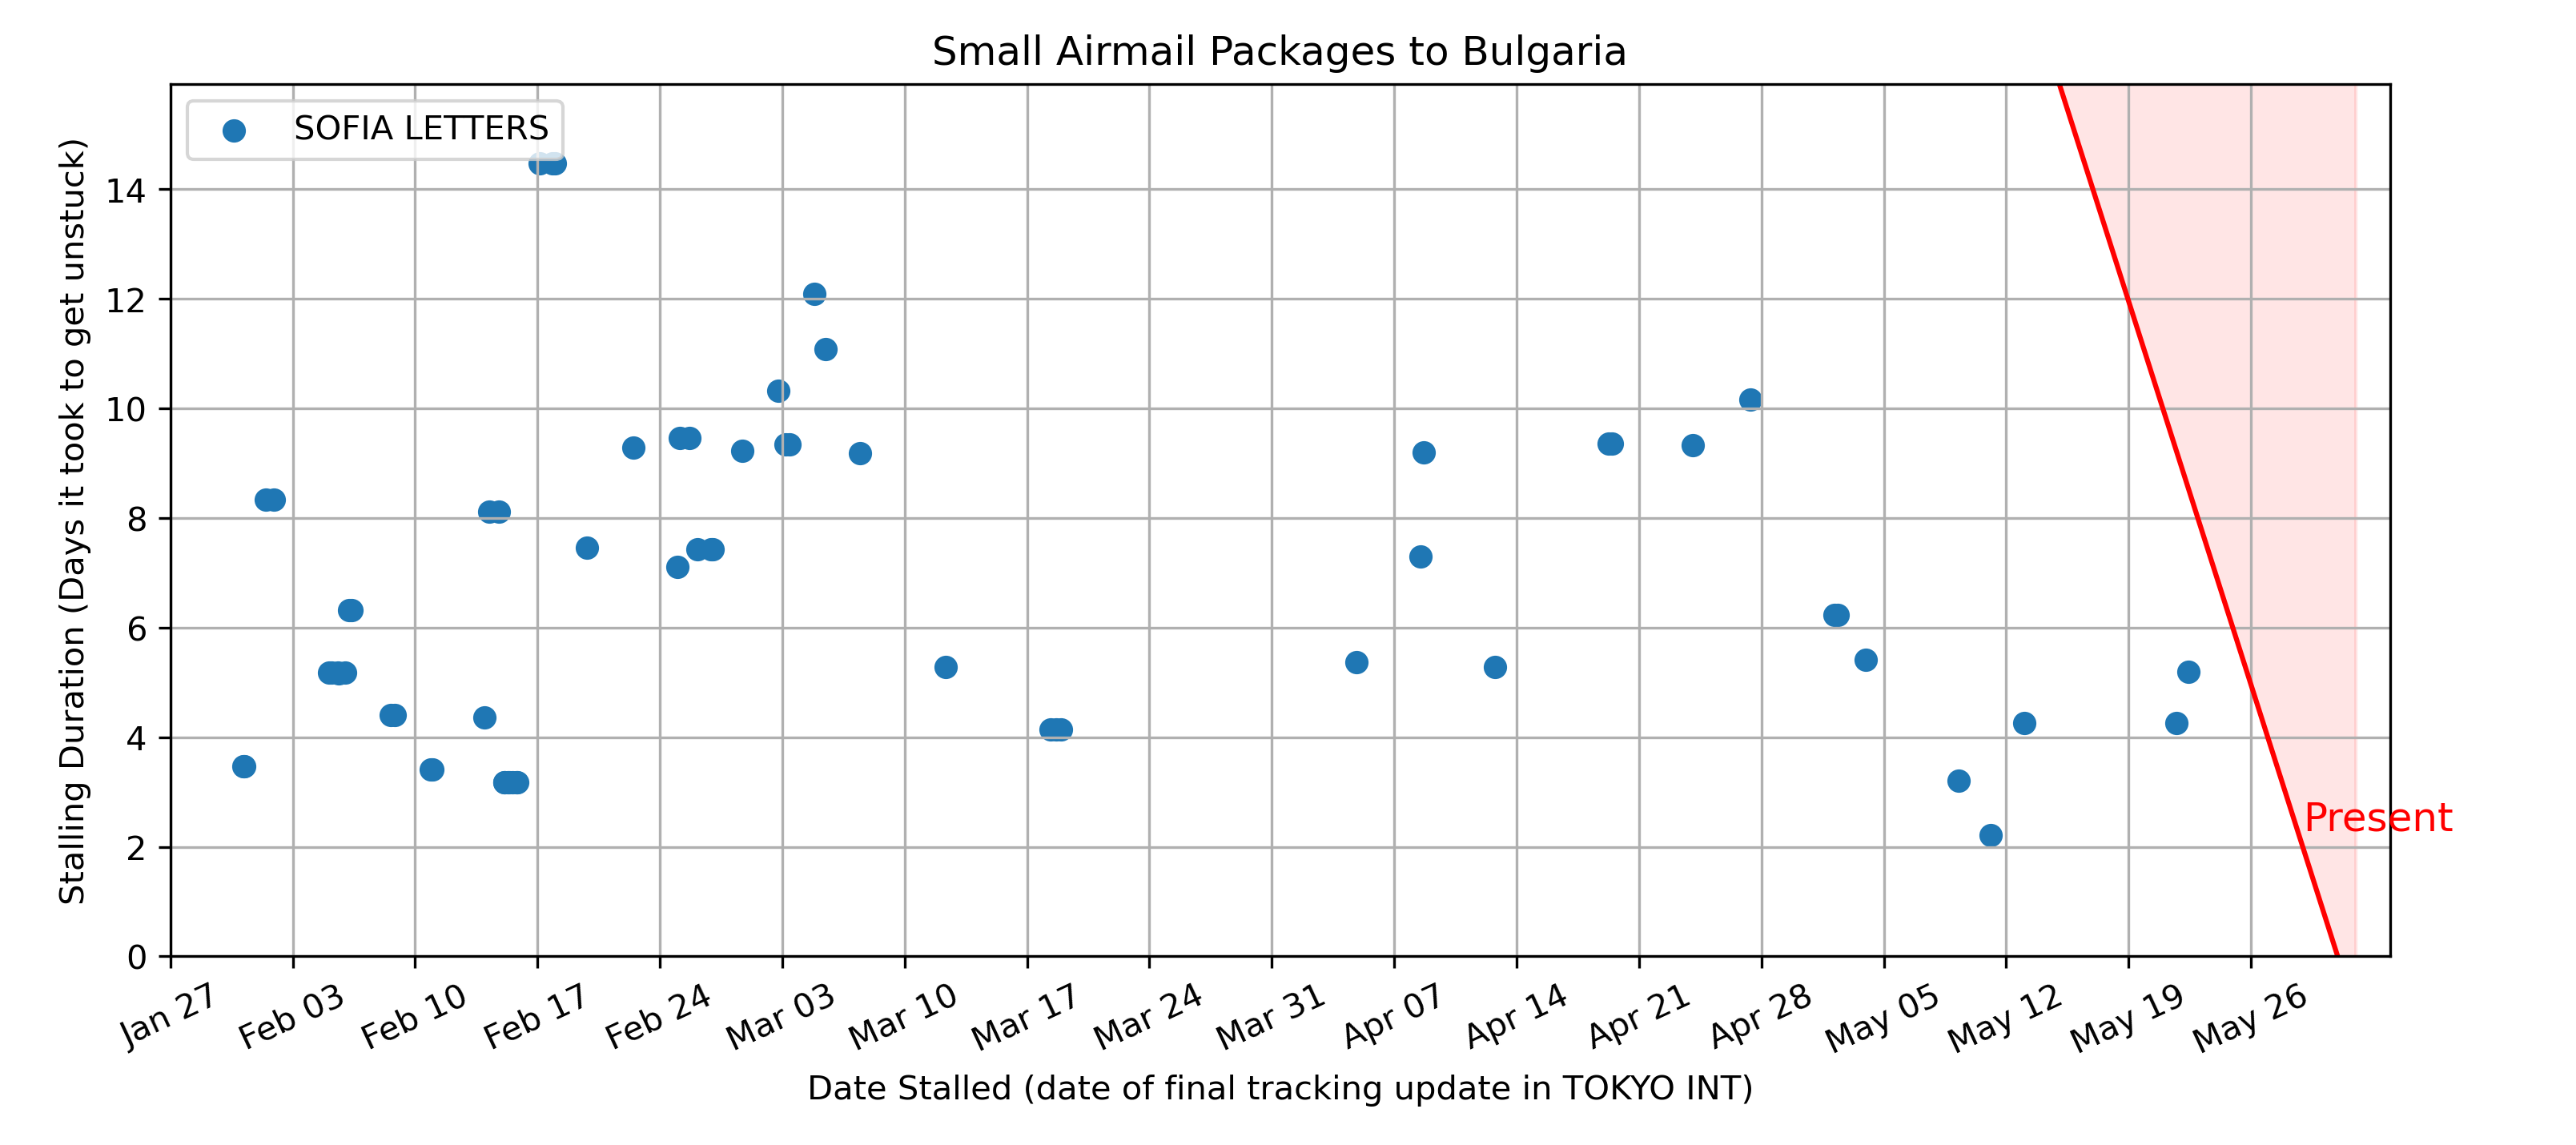 Small Airmail Packages to Bulgaria
SOFIA LETTERS
Stalling Duration (Days it took to get unstuck)
14
12
10
8
6
4
2
0
Present
Jan 27
Feb 03
Feb 10
Feb 17
Feb 24
Mar 03
Mar 10
Mar 17
Mar 24
Mar 31
Apr 07
Apr 14
Apr 21
Apr 28
May 05
May 12
May 19
May 26
Date Stalled (date of final tracking update in TOKYO INT)